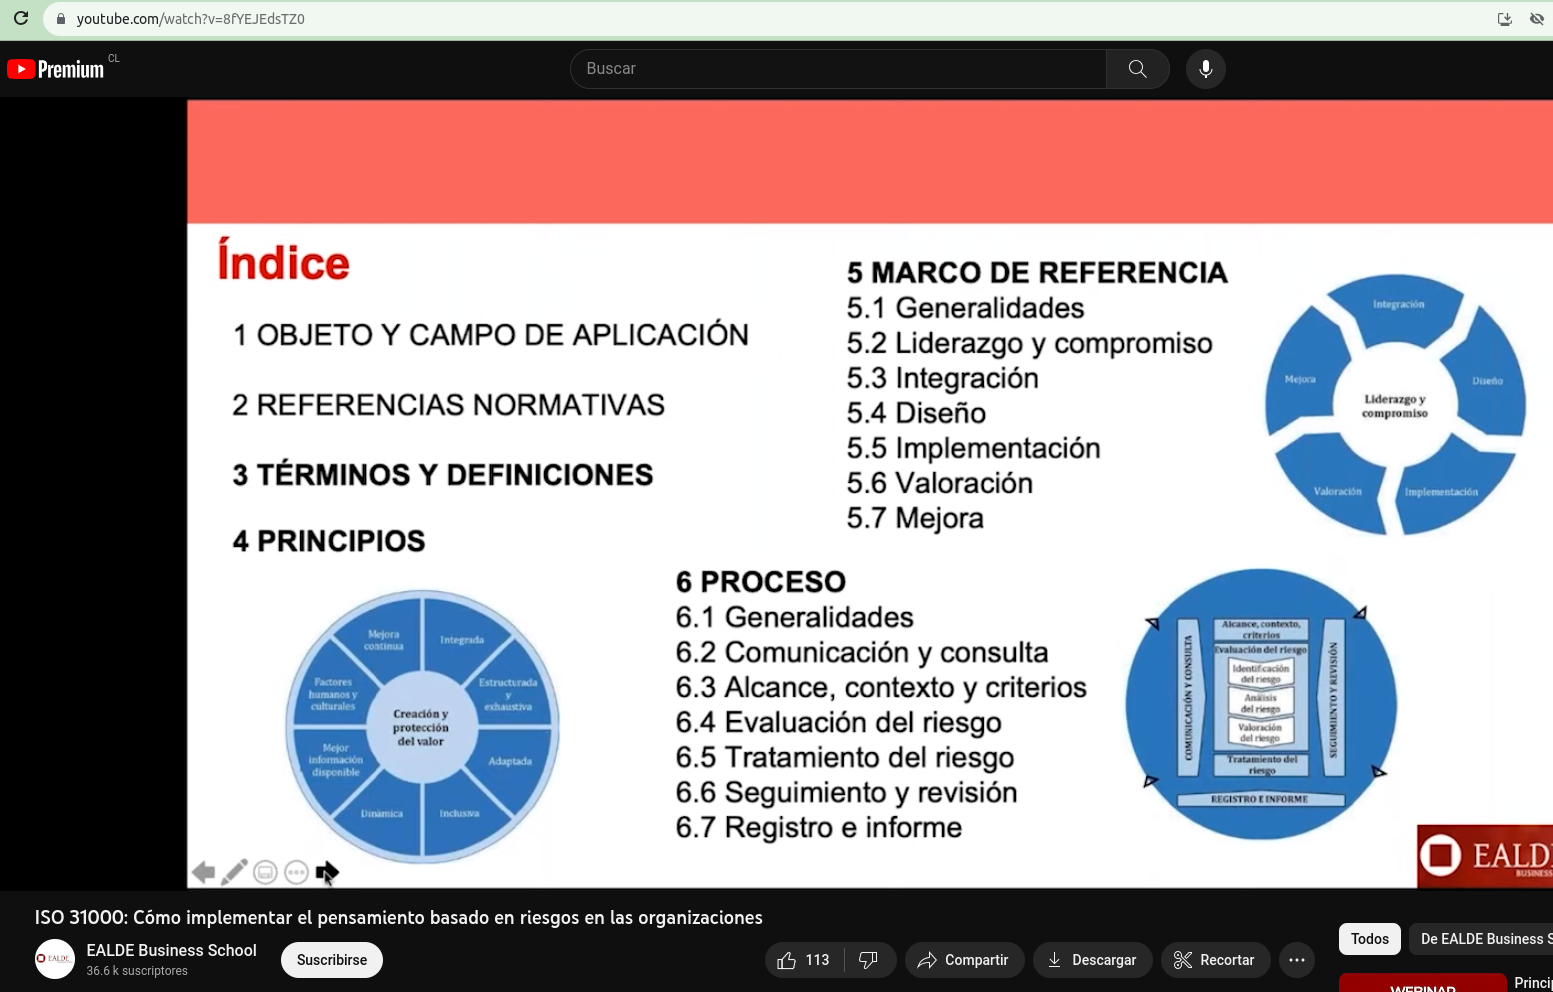 youtube.com/watch?v=8fYEJEdsTZ0
Premium
CL
Buscar
Índice
1 OBJETO Y CAMPO DE APLICACIÓN
2 REFERENCIAS NORMATIVAS
3 TÉRMINOS Y DEFINICIONES
4 PRINCIPIOS
Mejora
continua
Integrada
Factores
humanos y
culturales
Estructurada
y
exhaustiva
Creación y
protección
del valor
Mejor
información
disponible
Adaptada
Dinámica
Inclusiva
5 MARCO DE REFERENCIA
5.1 Generalidades
5.2 Liderazgo y compromiso
5.3 Integración
5.4 Diseño
5.5 Implementación
5.6 Valoración
5.7 Mejora
Integración
Mejora
Diseño
Liderazgo y
compromiso
Valoración
Implementación
6 PROCESO
6.1 Generalidades
6.2 Comunicación y consulta
6.3 Alcance, contexto y criterios
6.4 Evaluación del riesgo
6.5 Tratamiento del riesgo
6.6 Seguimiento y revisión
6.7 Registro e informe
Alcance, contexto,
criterios
Evaluación del riesgo
Identificación
del riesgo
Análisis
del riesgo
Valoración
del riesgo
Tratamiento del
riesgo
COMUNICACIÓN Y CONSULTA
SEGUIMIENTO Y REVISIÓN
REGISTRO E INFORME
EALDE
BUSINESS
ISO 31000: Cómo implementar el pensamiento basado en riesgos en las organizaciones
EALDE
EALDE Business School
36.6 k suscriptores
Suscribirse
113
Compartir
Descargar
Recortar
Todos
De EALDE Business S
WEBINAR
Princi